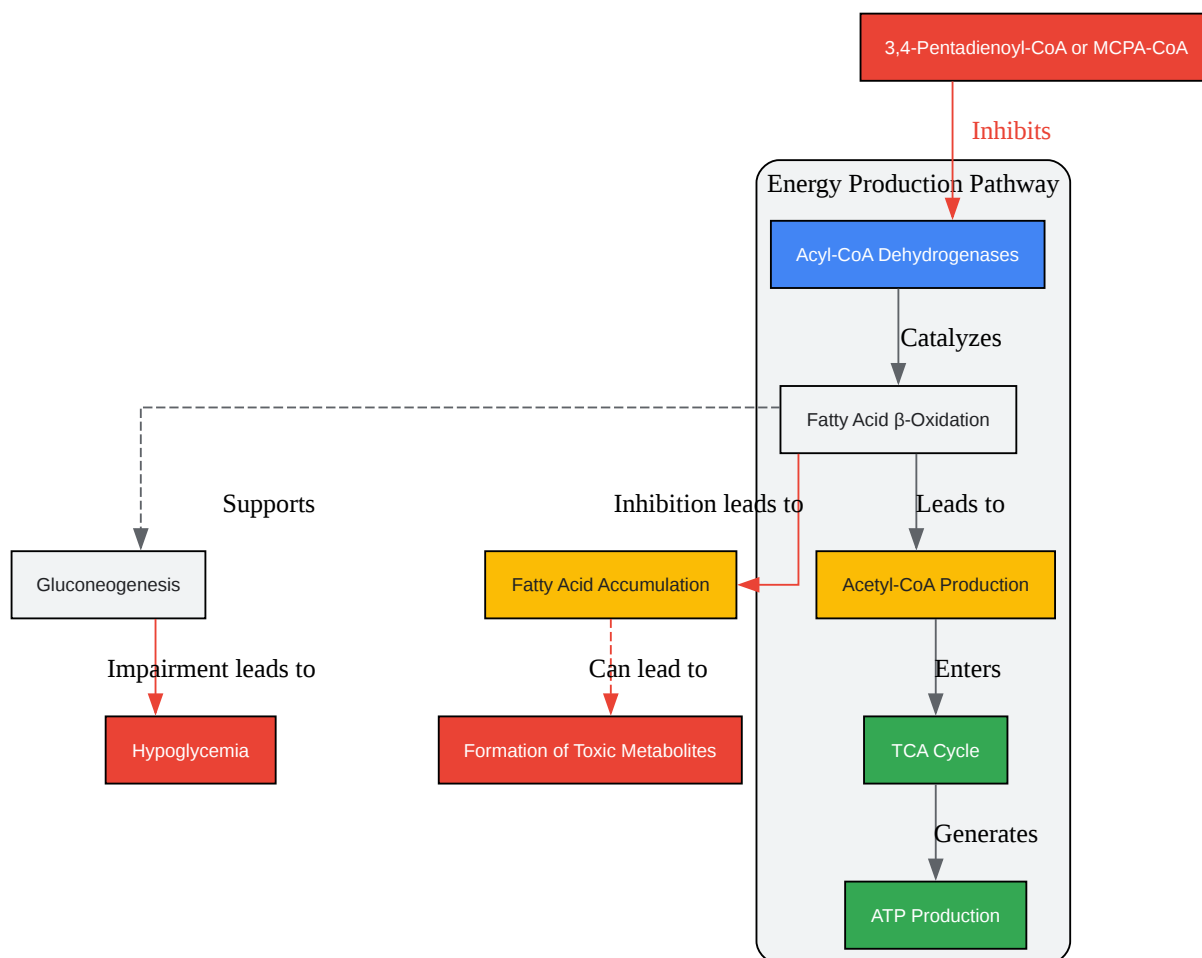 3,4-Pentadienoyl-CoA or MCPA-CoA
Inhibits
Energy Production Pathway
Acyl-CoA Dehydrogenases
Catalyzes
Fatty Acid β-Oxidation
Supports
Inhibition leads to
Leads to
Gluconeogenesis
Fatty Acid Accumulation
Acetyl-CoA Production
Impairment leads to
Can lead to
Enters
Hypoglycemia
Formation of Toxic Metabolites
TCA Cycle
Generates
ATP Production